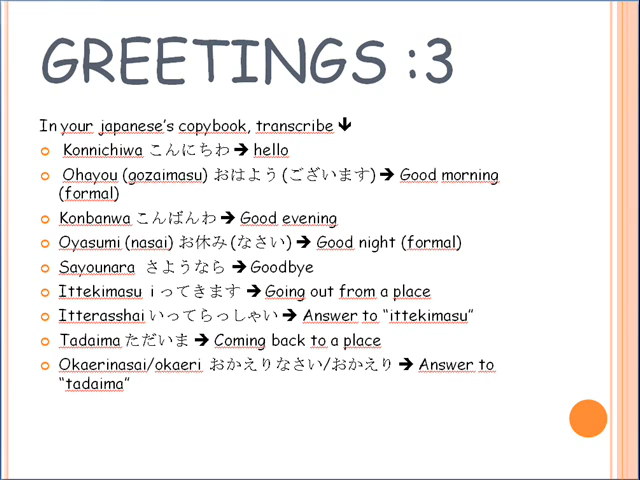 GREETINGS :3
In your japanese's copybook, transcribe 🡻
Konnichiwa こんにちわ ➔ hello
Ohayou (gozaimasu) おはよう (ございます) ➔ Good morning
(formal)
Konbanwa こんばんわ ➔ Good evening
Oyasumi (nasai) お休み (なさい) ➔ Good night (formal)
Sayounara さようなら ➔ Goodbye
Ittekimasu i ってきます ➔ Going out from a place
Itterasshai いってらっしゃい ➔ Answer to "ittekimasu"
Tadaima ただいま ➔ Coming back to a place
Okaerinasai/okaeri おかえりなさい/おかえり ➔ Answer to
"tadaima"